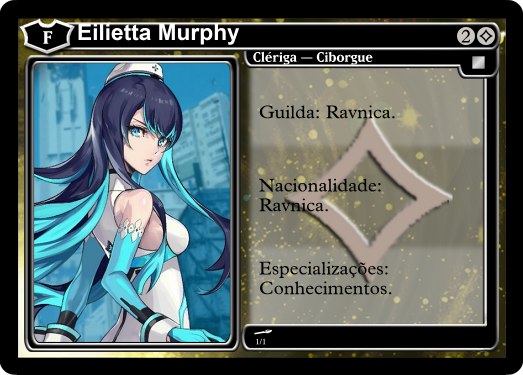 F
Eilietta Murphy
2
Clériga — Ciborgue
Guilda: Ravnica.
Nacionalidade:
Ravnica.
Especializações:
Conhecimentos.
1/1